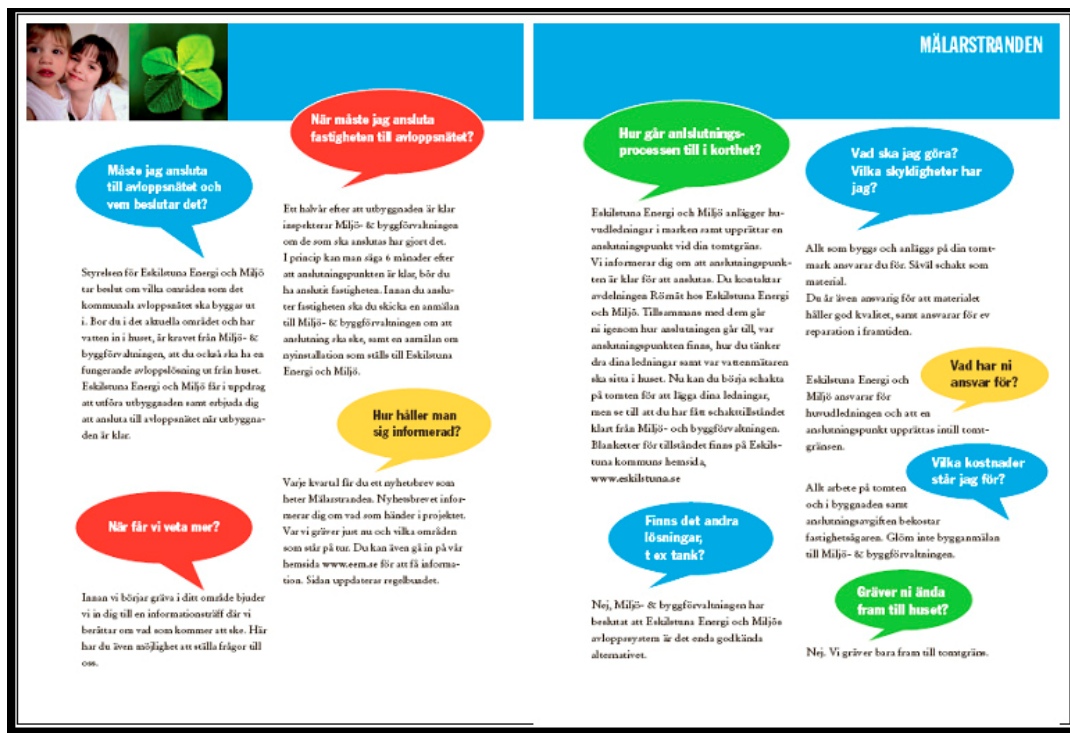 MÄLARSTRANDEN
Måste jag ansluta
till avloppsnätet och
vem beslutar det?
Styrelsen för Eskilstuna Energi och Miljö
tar beslut om vilka områden som det
kommunala avloppsnätet ska byggas ut
i. Bor du i det aktuella området och har
vatten in i huset, är kravet från Miljö- &
byggförvaltningen, att du också ska ha en
fungerande avloppslösning ut från huset.
Eskilstuna Energi och Miljö får i uppdrag
att utföra utbyggnaden samt erbjuda dig
att ansluta till avloppsnätet när utbyggna-
den är klar.
När får vi veta mer?
Innan vi börjar gräva i ditt område bjuder
vi in dig till en informationsträff där vi
berättar om vad som kommer att ske. Här
har du även möjlighet att ställa frågor till
oss.
När måste jag ansluta
fastigheten till avloppsnätet?
Ett halvår efter att utbyggnaden är klar
inspekterar Miljö- & byggförvaltningen
om de som ska anslutas har gjort det.
I princip kan man säga 6 månader efter
att anslutningspunkten är klar, bör du
ha anslutit fastigheten. Innan du anslu-
ter fastigheten ska du skicka en anmälan
till Miljö- & byggförvaltningen om att
anslutning ska ske, samt en anmälan om
nyinstallation som ställs till Eskilstuna
Energi och Miljö.
Hur håller man
sig informerad?
Varje kvartal får du ett nyhetsbrev som
heter Mälarstranden. Nyhetsbrevet infor-
merar dig om vad som händer i projektet.
Var vi gräver just nu och vilka områden
som står på tur. Du kan även gå in på vår
hemsida www.eem.se för att få informa-
tion. Sidan uppdateras regelbundet.
Hur går anlslutnings-
processen till i korthet?
Eskilstuna Energi och Miljö anlägger hu-
vudledningar i marken samt upprättar en
anslutningspunkt vid din tomtgräns.
Vi informerar dig om att anslutningspunk-
ten är klar för att anslutas. Du kontaktar
avdelningen Rörnät hos Eskilstuna Energi
och Miljö. Tillsammans med dem går
ni igenom hur anslutningen går till, var
anslutningspunkten finns, hur du tänker
dra dina ledningar samt var vattenmätaren
ska sitta i huset. Nu kan du börja schakta
på tomten för att lägga dina ledningar,
men se till att du har fått schakttillståndet
klart från Miljö- och byggförvaltningen.
Blanketter för tillståndet finns på Eskils-
tuna kommuns hemsida,
www.eskilstuna.se
Finns det andra
lösningar,
t ex tank?
Nej, Miljö- & byggförvaltningen har
beslutat att Eskilstuna Energi och Miljös
avloppssystem är det enda godkända
alternativet.
Vad ska jag göra?
Vilka skyldigheter har
jag?
Allt som byggs och anläggs på din tomt-
mark ansvarar du för. Såväl schakt som
material.
Du är även ansvarig för att materialet
håller god kvalitet, samt ansvarar för ev
reparation i framtiden.
Vad har ni
ansvar för?
Eskilstuna Energi och
Miljö ansvarar för
huvudledningen och att en
anslutningspunkt upprättas intill tomt-
gränsen.
Vilka kostnader
står jag för?
Allt arbete på tomten
och i byggnaden samt
anslutningsavgiften bekostar
fastighetsägaren. Glöm inte bygganmälan
till Miljö- & byggförvaltningen.
Gräver ni ända
fram till huset?
Nej. Vi gräver bara fram till tomtgräns.